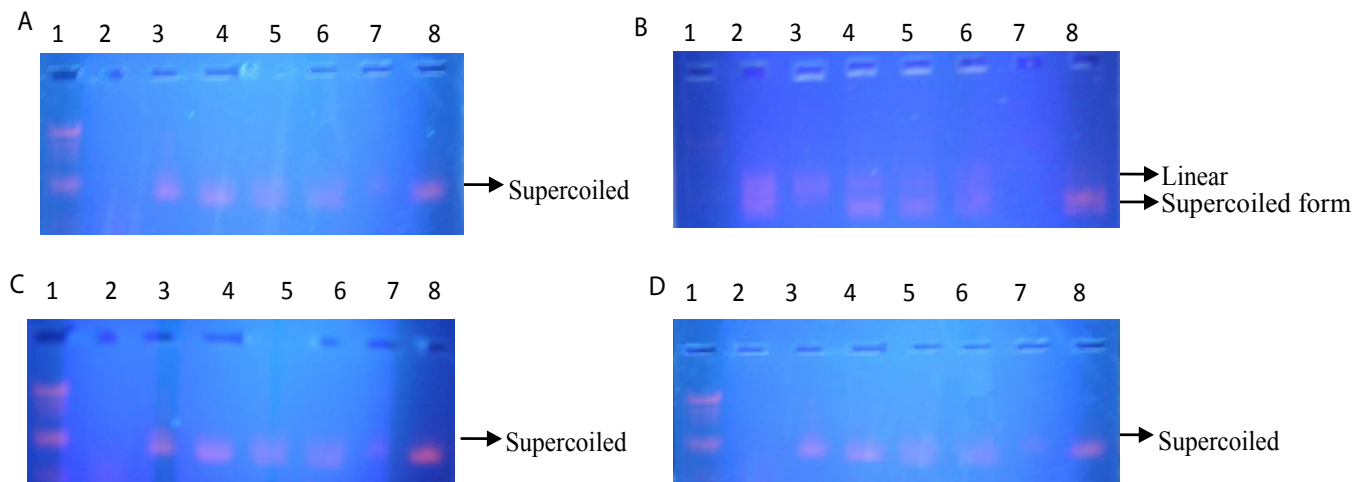 A
1 2 3 4 5 6 7 8
Supercoiled
B
1 2 3 4 5 6 7 8
Linear
Supercoiled form
C
1 2 3 4 5 6 7 8
Supercoiled
D
1 2 3 4 5 6 7 8
Supercoiled